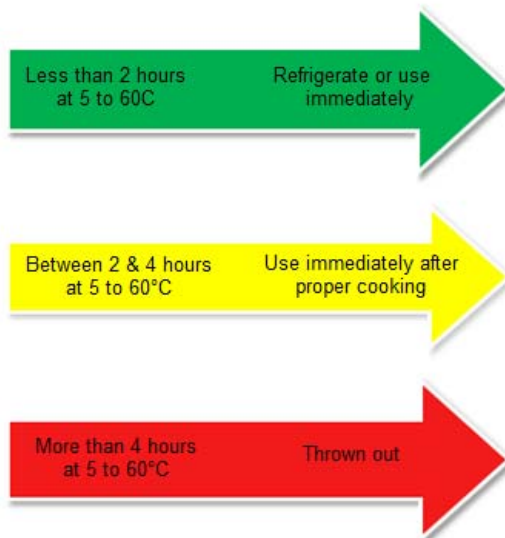 Less than 2 hours
at 5 to 60C
Refrigerate or use
immediately
Between 2 & 4 hours
at 5 to 60°C
Use immediately after
proper cooking
More than 4 hours
at 5 to 60°C
Thrown out